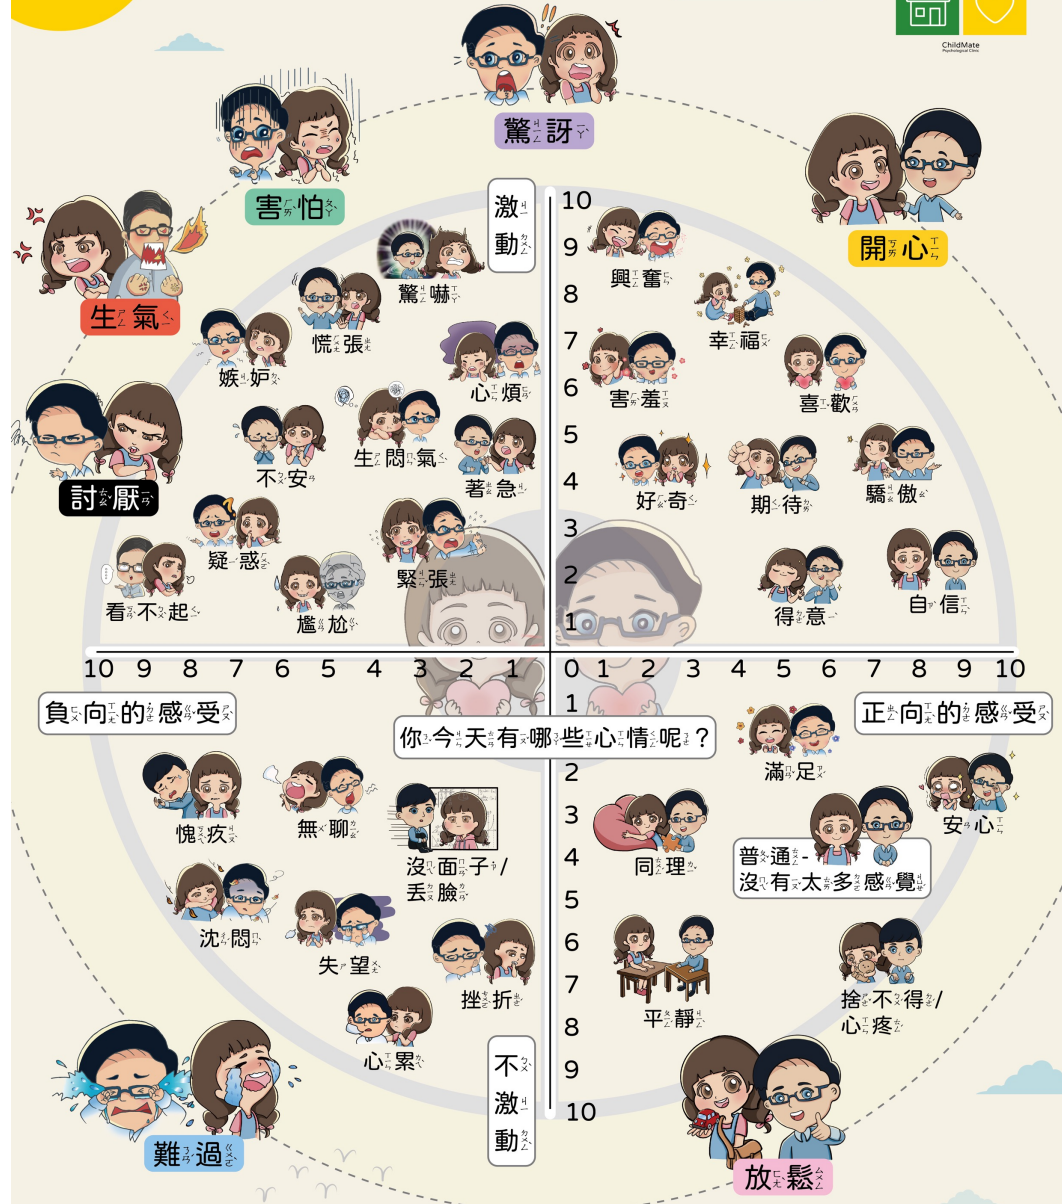 ChildMate
Psychological Clinic
驚訝
害怕
開心
生氣
討厭
激動
10
9
8
7
6
5
4
3
2
1
驚嚇
慌張
嫉妒
心煩
生悶氣
不安
著急
疑惑
緊張
看不起
尷尬
興奮
幸福
害羞
喜歡
好奇
期待
驕傲
得意
自信
10 9 8 7 6 5 4 3 2 1 0 1 2 3 4 5 6 7 8 9 10
負向的感受
正向的感受
你今天有哪些心情呢？
1
2
3
4
5
6
7
8
9
10
愧疚
無聊
沒面子/
丟臉
沈悶
失望
挫折
心累
滿足
安心
同理
普通-
沒有太多感覺
平靜
捨不得/
心疼
不激動
難過
放鬆